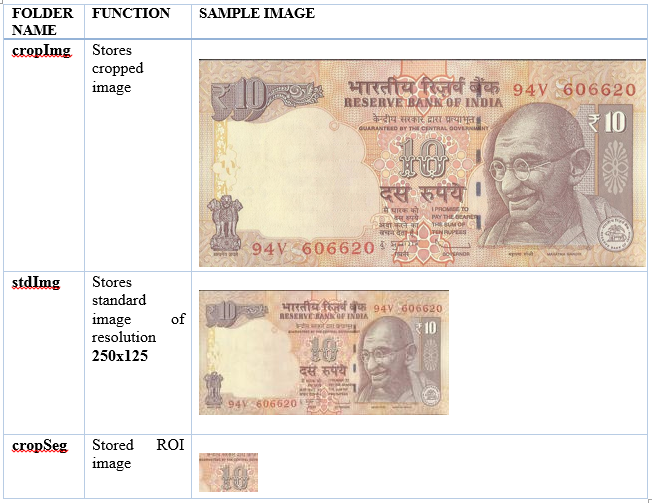 FOLDER NAME FUNCTION SAMPLE IMAGE
cropImg Stores cropped image
₹10
भारतीय रिज़र्व बैंक 94V 606620
RESERVE BANK OF INDIA
केन्द्रीय सरकार द्वारा प्रत्याभूत
GUARANTEED BY THE CENTRAL GOVERNMENT
₹10
10
दस रुपये
I PROMISE TO
PAY THE BEARER
THE SUM OF
TEN RUPEES
94V 606620
GOVERNOR
stdImg Stores standard image of resolution 250x125
10
भारतीय रिज़र्व बैंक 94V 606620
RESERVE BANK OF INDIA
₹10
10
दस रुपये
94V 606620
cropSeg Stored ROI image
10